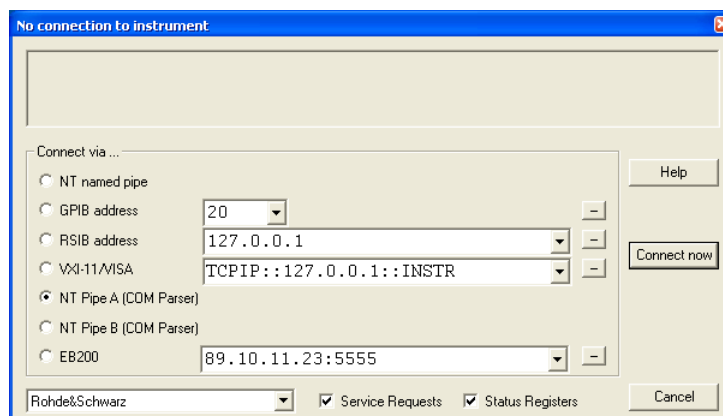 No connection to instrument
Connect via ...
NT named pipe
GPIB address 20 -
RSIB address 127.0.0.1 -
VXI-11/VISA TCPIP::127.0.0.1::INSTR -
NT Pipe A (COM Parser)
NT Pipe B (COM Parser)
EB200 89.10.11.23:5555 -
Help
Connect now
Rohde&Schwarz Service Requests Status Registers Cancel